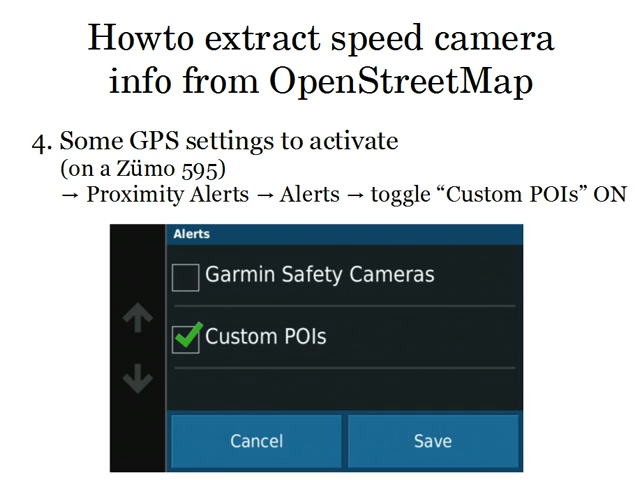 Howto extract speed camera
info from OpenStreetMap
4. Some GPS settings to activate
(on a Zümo 595)
→ Proximity Alerts → Alerts → toggle “Custom POIs” ON
Alerts
Garmin Safety Cameras
Custom POIs
Cancel
Save